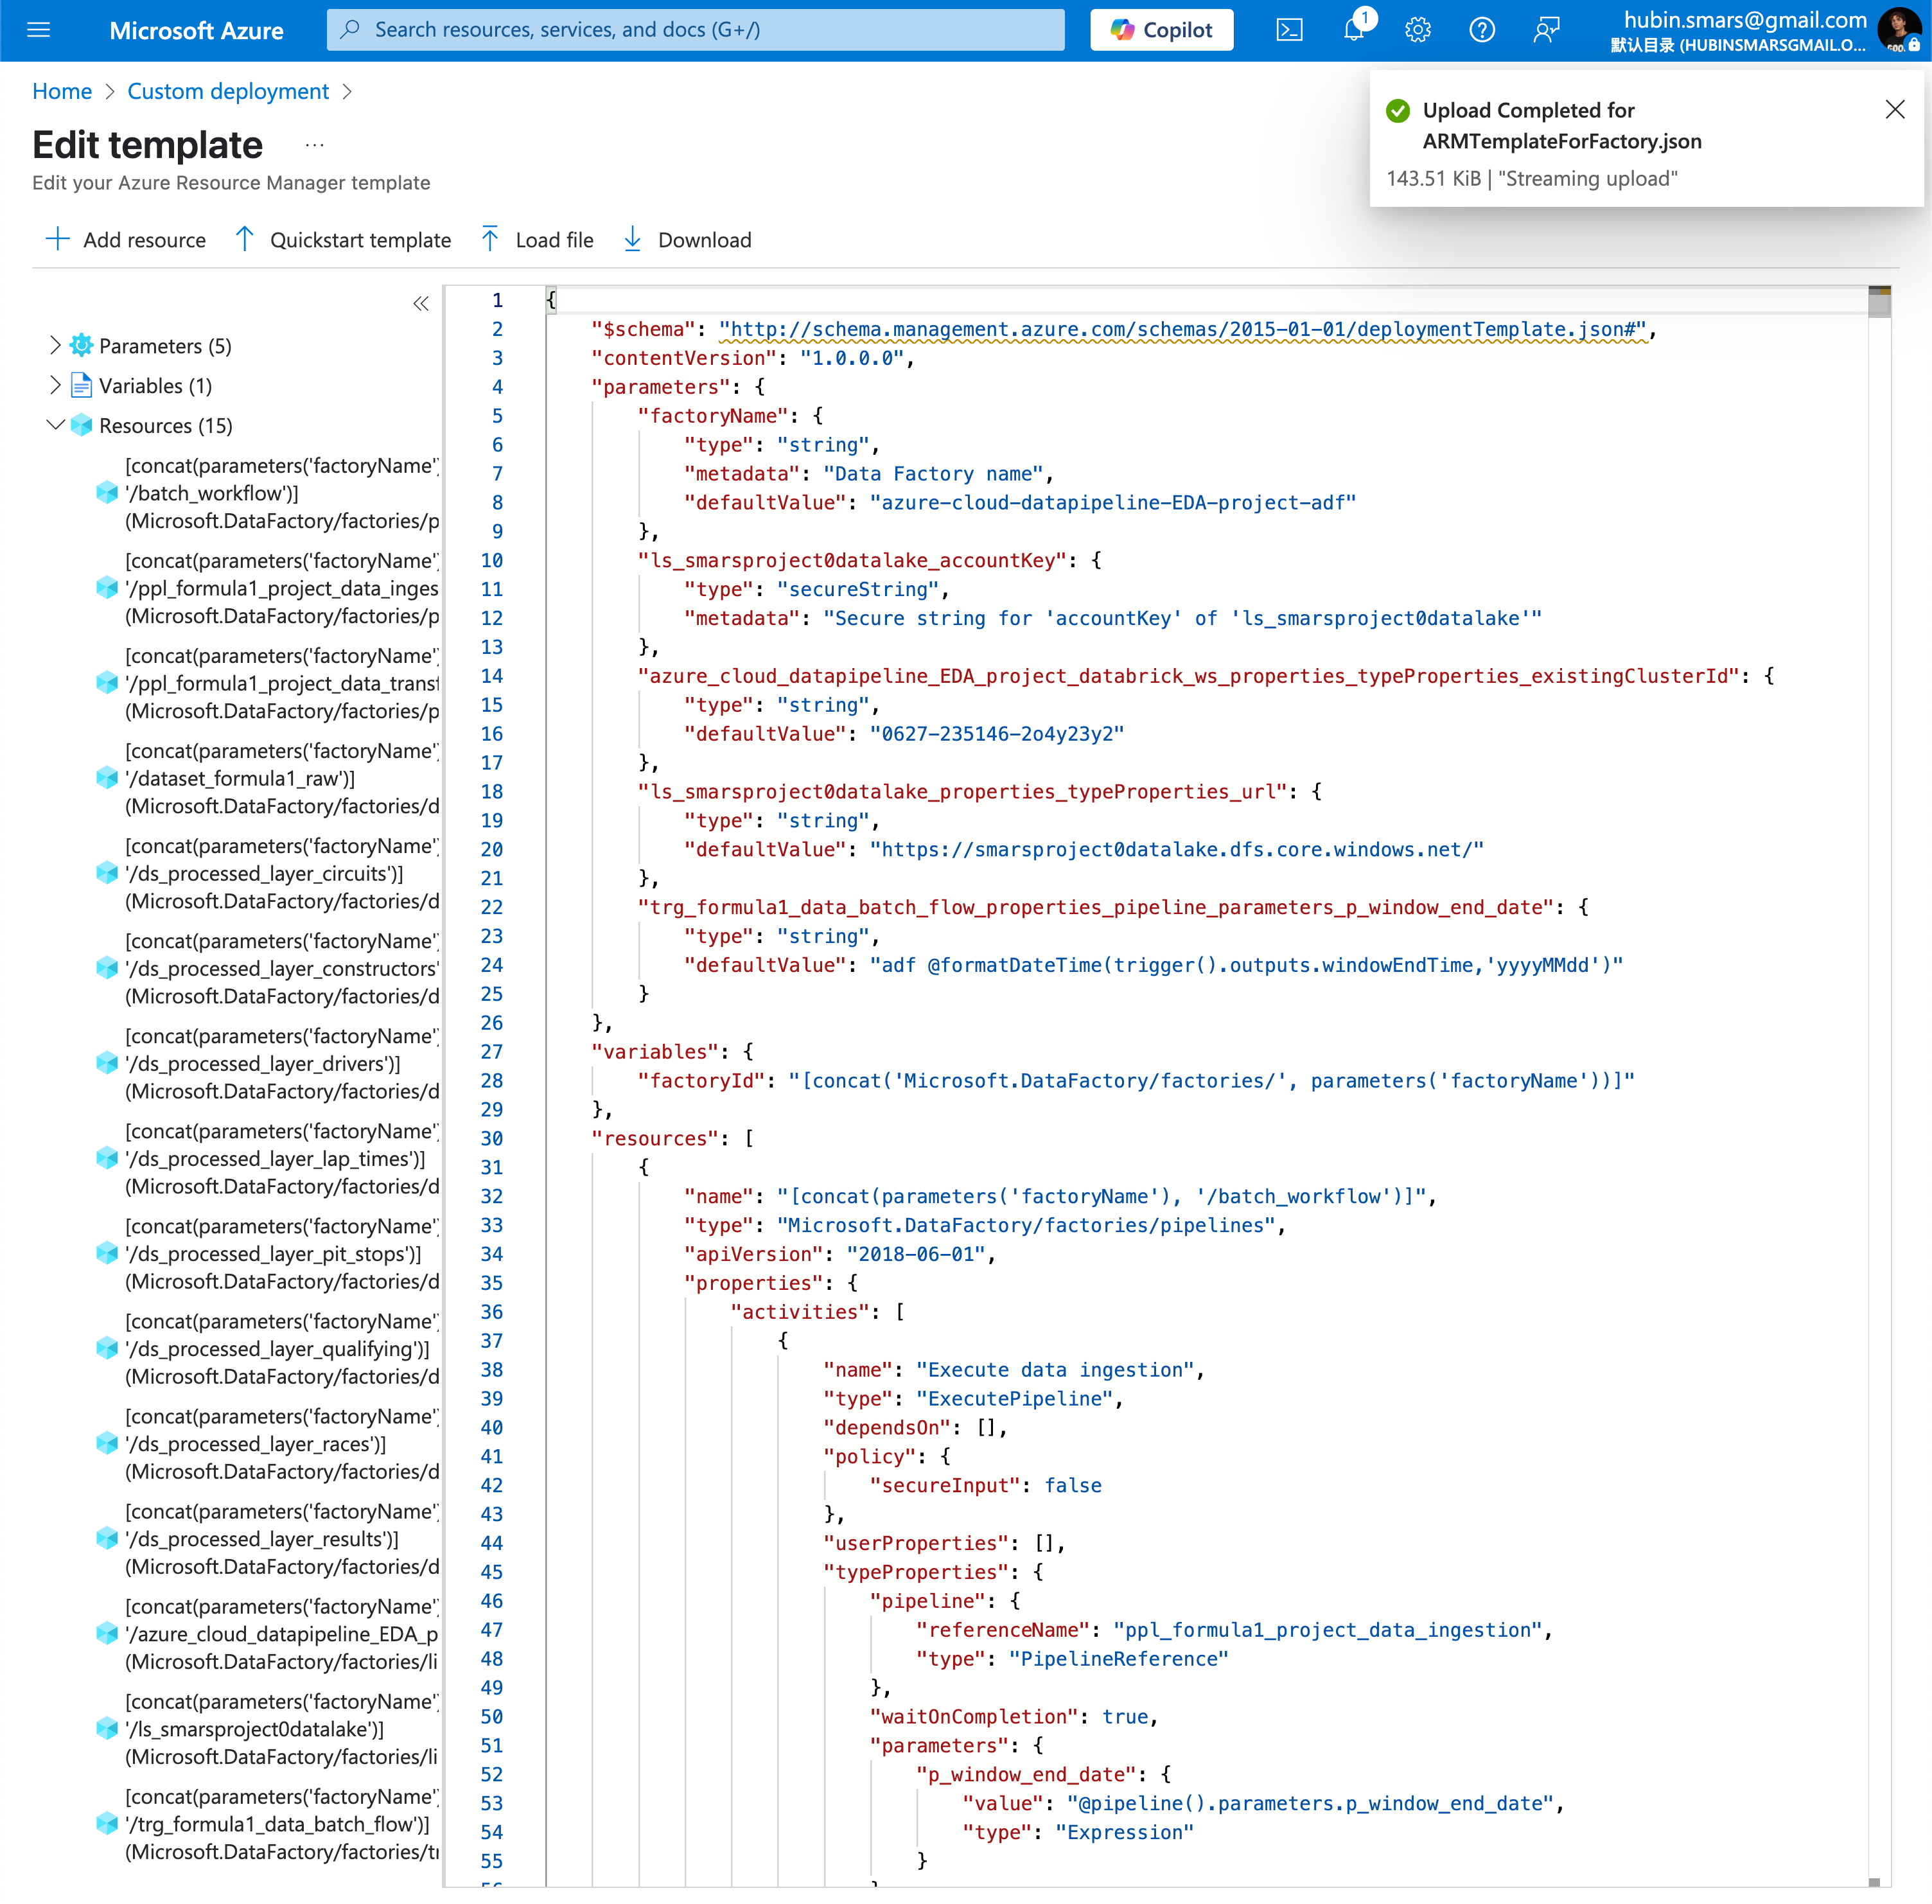 Microsoft Azure
Search resources, services, and docs (G+/)
Copilot
1
hubin.smars@gmail.com
默认目录 (HUBINSMARSGMAIL.O...
Home > Custom deployment >
Upload Completed for
ARMTemplateForFactory.json
143.51 KiB | "Streaming upload"
Edit template ...
Edit your Azure Resource Manager template
Add resource Quickstart template Load file Download
Parameters (5)
Variables (1)
Resources (15)
[concat(parameters('factoryName'
'/batch_workflow')]
(Microsoft.DataFactory/factories/p
[concat(parameters('factoryName'
'/ppl_formula1_project_data_inges
(Microsoft.DataFactory/factories/p
[concat(parameters('factoryName'
'/ppl_formula1_project_data_transf
(Microsoft.DataFactory/factories/p
[concat(parameters('factoryName'
'/dataset_formula1_raw')]
(Microsoft.DataFactory/factories/d
[concat(parameters('factoryName'
'/ds_processed_layer_circuits')]
(Microsoft.DataFactory/factories/d
[concat(parameters('factoryName'
'/ds_processed_layer_constructors'
(Microsoft.DataFactory/factories/d
[concat(parameters('factoryName'
'/ds_processed_layer_drivers')]
(Microsoft.DataFactory/factories/d
[concat(parameters('factoryName'
'/ds_processed_layer_lap_times')]
(Microsoft.DataFactory/factories/d
[concat(parameters('factoryName'
'/ds_processed_layer_pit_stops')]
(Microsoft.DataFactory/factories/d
[concat(parameters('factoryName'
'/ds_processed_layer_qualifying')]
(Microsoft.DataFactory/factories/d
[concat(parameters('factoryName'
'/ds_processed_layer_races')]
(Microsoft.DataFactory/factories/d
[concat(parameters('factoryName'
'/ds_processed_layer_results')]
(Microsoft.DataFactory/factories/d
[concat(parameters('factoryName'
'/azure_cloud_datapipeline_EDA_p
(Microsoft.DataFactory/factories/li
[concat(parameters('factoryName'
'/ls_smarsproject0datalake')]
(Microsoft.DataFactory/factories/li
[concat(parameters('factoryName'
'/trg_formula1_data_batch_flow')]
(Microsoft.DataFactory/factories/tr
1 {
2 "$schema": "http://schema.management.azure.com/schemas/2015-01-01/deploymentTemplate.json#",
3 "contentVersion": "1.0.0.0",
4 "parameters": {
5 "factoryName": {
6 "type": "string",
7 "metadata": "Data Factory name",
8 "defaultValue": "azure-cloud-datapipeline-EDA-project-adf"
9 },
10 "ls_smarsproject0datalake_accountKey": {
11 "type": "secureString",
12 "metadata": "Secure string for 'accountKey' of 'ls_smarsproject0datalake'"
13 },
14 "azure_cloud_datapipeline_EDA_project_databrick_ws_properties_typeProperties_existingClusterId": {
15 "type": "string",
16 "defaultValue": "0627-235146-2o4y23y2"
17 },
18 "ls_smarsproject0datalake_properties_typeProperties_url": {
19 "type": "string",
20 "defaultValue": "https://smarsproject0datalake.dfs.core.windows.net/"
21 },
22 "trg_formula1_data_batch_flow_properties_pipeline_parameters_p_window_end_date": {
23 "type": "string",
24 "defaultValue": "adf @formatDateTime(trigger().outputs.windowEndTime,'yyyyMMdd')"
25 }
26 },
27 "variables": {
28 "factoryId": "[concat('Microsoft.DataFactory/factories/', parameters('factoryName'))]"
29 },
30 "resources": [
31 {
32 "name": "[concat(parameters('factoryName'), '/batch_workflow')]",
33 "type": "Microsoft.DataFactory/factories/pipelines",
34 "apiVersion": "2018-06-01",
35 "properties": {
36 "activities": [
37 {
38 "name": "Execute data ingestion",
39 "type": "ExecutePipeline",
40 "dependsOn": [],
41 "policy": {
42 "secureInput": false
43 },
44 "userProperties": [],
45 "typeProperties": {
46 "pipeline": {
47 "referenceName": "ppl_formula1_project_data_ingestion",
48 "type": "PipelineReference"
49 },
50 "waitOnCompletion": true,
51 "parameters": {
52 "p_window_end_date": {
53 "value": "@pipeline().parameters.p_window_end_date",
54 "type": "Expression"
55 }